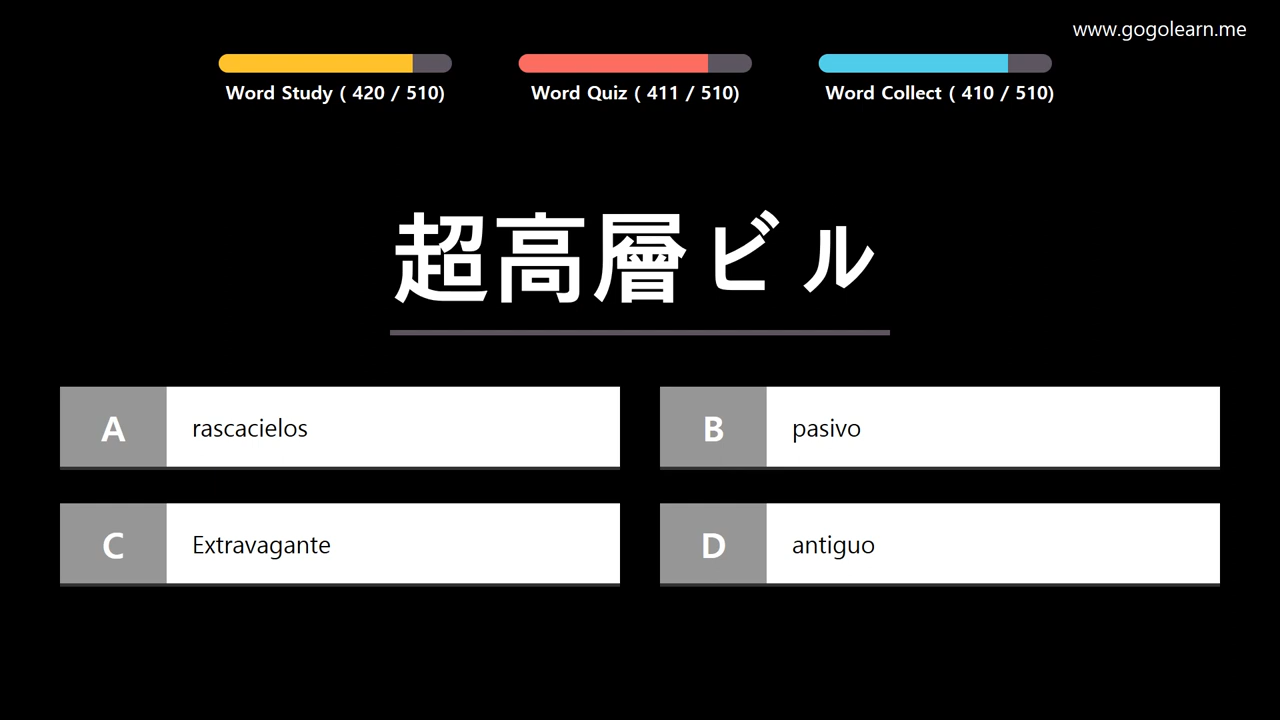 www.gogolearn.me
Word Study ( 420 / 510)
Word Quiz ( 411 / 510)
Word Collect ( 410 / 510)
超高層ビル
A
rascacielos
B
pasivo
C
Extravagante
D
antiguo